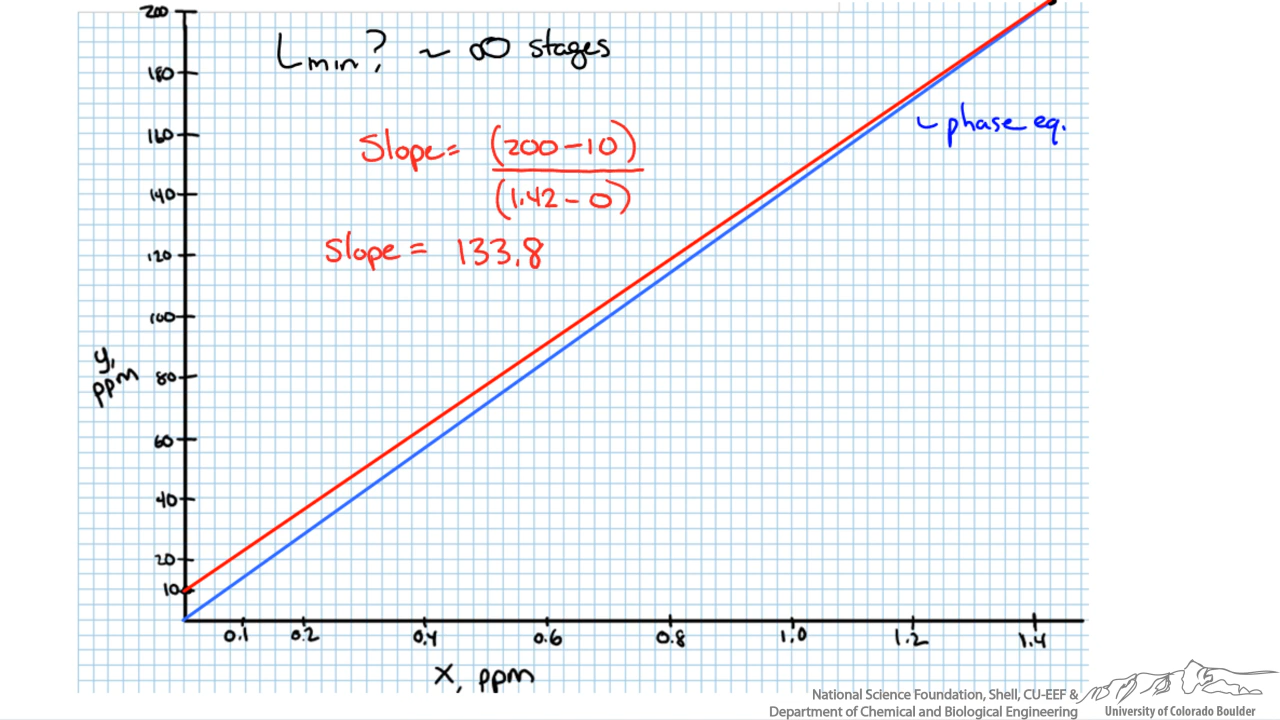 200
Lmin? ~ ∞ stages
180
160
phase eq.
Slope = (200-10)
(1.42-0)
140
Slope = 133.8
120
100
y,
ppm
80
60
40
20
10
0.1 0.2 0.4 0.6 0.8 1.0 1.2 1.4
X, ppm
National Science Foundation, Shell, CU-EEF &
Department of Chemical and Biological Engineering
University of Colorado Boulder